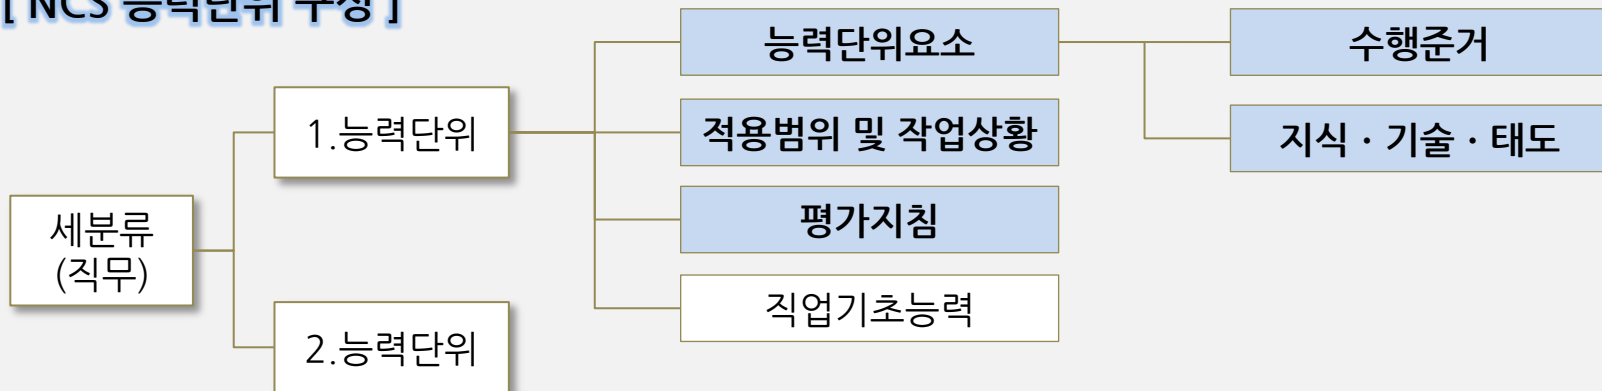 [ NCS 능력단위 구성 ]
능력단위요소
수행준거
1.능력단위
적용범위 및 작업상황
지식 · 기술 · 태도
평가지침
세분류
(직무)
직업기초능력
2.능력단위